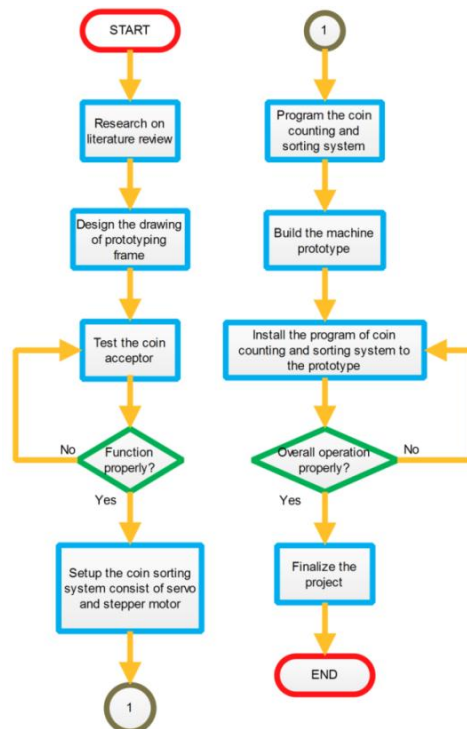 START
Research on
literature review
Design the drawing
of prototyping
frame
Test the coin
acceptor
No
Function
properly?
Yes
Setup the coin sorting
system consist of servo
and stepper motor
1
1
Program the coin
counting and
sorting system
Build the machine
prototype
Install the program of coin
counting and sorting system to
the prototype
Overall operation
properly?
No
Yes
Finalize the
project
END